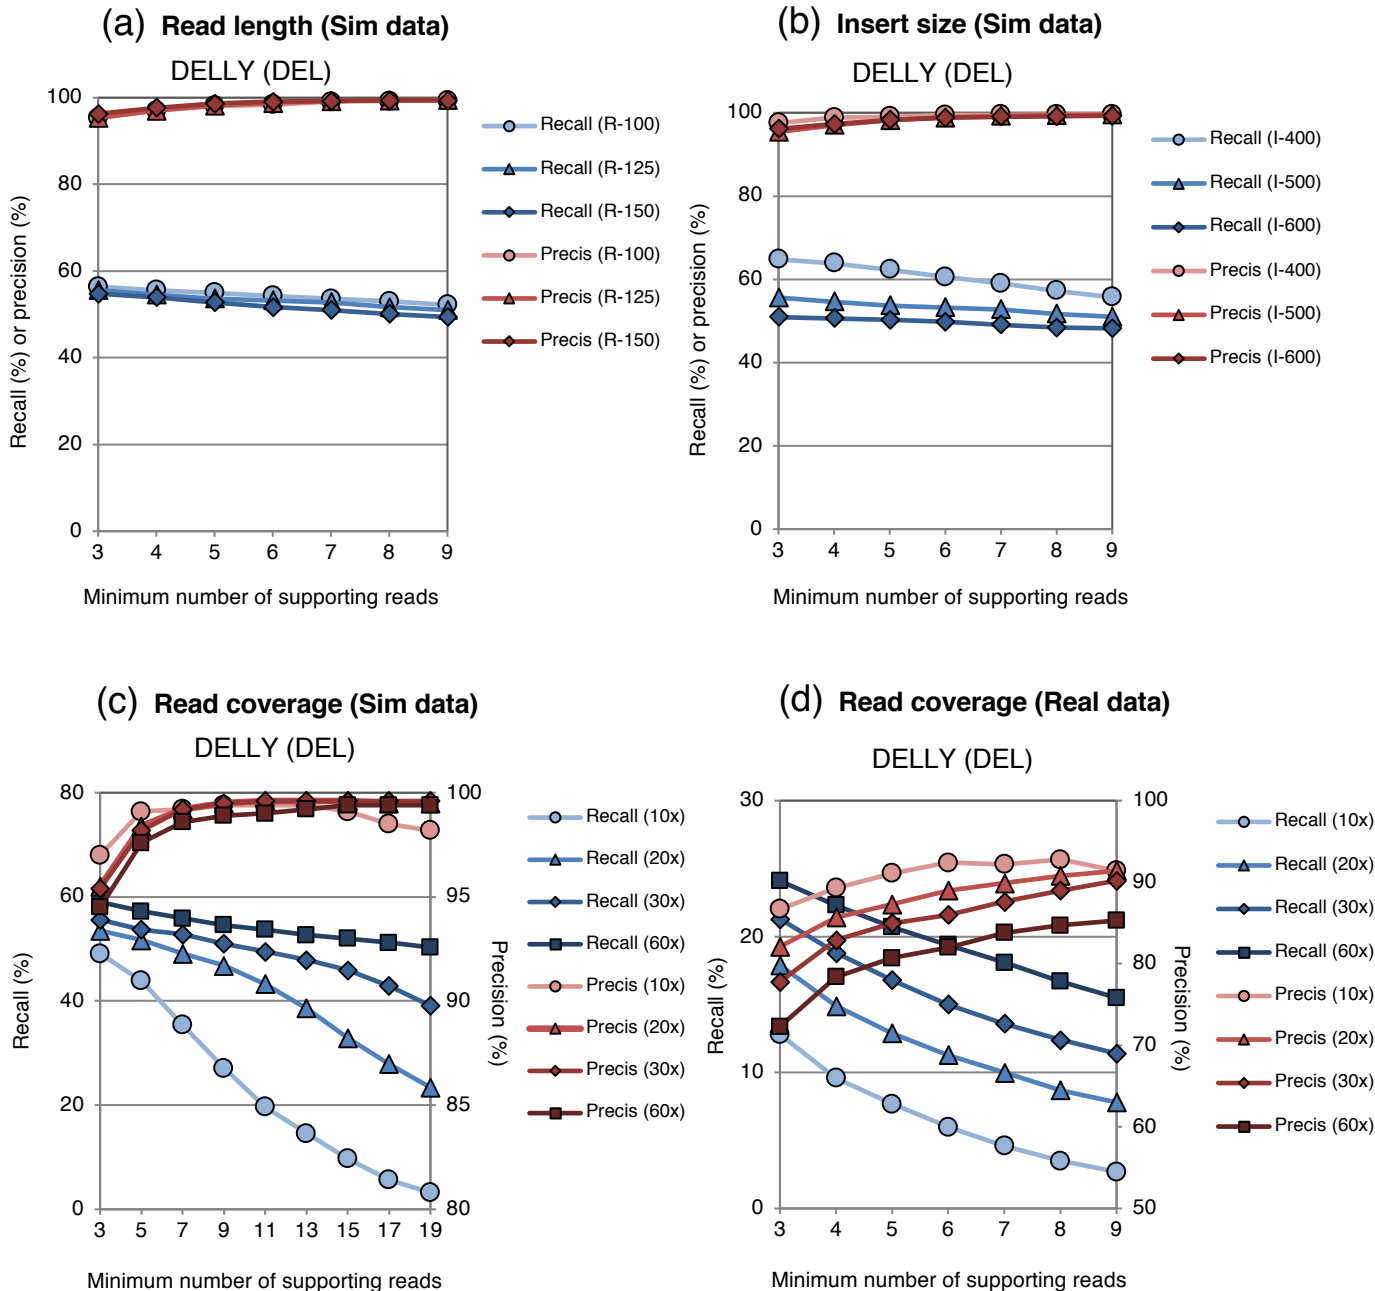 (a) Read length (Sim data)
DELLY (DEL)
100
80
60
40
20
0
3 4 5 6 7 8 9
Recall (%) or precision (%)
Minimum number of supporting reads
Recall (R-100)
Recall (R-125)
Recall (R-150)
Precis (R-100)
Precis (R-125)
Precis (R-150)
(b) Insert size (Sim data)
DELLY (DEL)
100
80
60
40
20
0
3 4 5 6 7 8 9
Recall (%) or precision (%)
Minimum number of supporting reads
Recall (I-400)
Recall (I-500)
Recall (I-600)
Precis (I-400)
Precis (I-500)
Precis (I-600)
(c) Read coverage (Sim data)
DELLY (DEL)
80
60
40
20
0
100
95
90
85
80
3 5 7 9 11 13 15 17 19
Recall (%)
Precision (%)
Minimum number of supporting reads
Recall (10x)
Recall (20x)
Recall (30x)
Recall (60x)
Precis (10x)
Precis (20x)
Precis (30x)
Precis (60x)
(d) Read coverage (Real data)
DELLY (DEL)
30
20
10
0
100
90
80
70
60
50
3 4 5 6 7 8 9
Recall (%)
Precision (%)
Minimum number of supporting reads
Recall (10x)
Recall (20x)
Recall (30x)
Recall (60x)
Precis (10x)
Precis (20x)
Precis (30x)
Precis (60x)